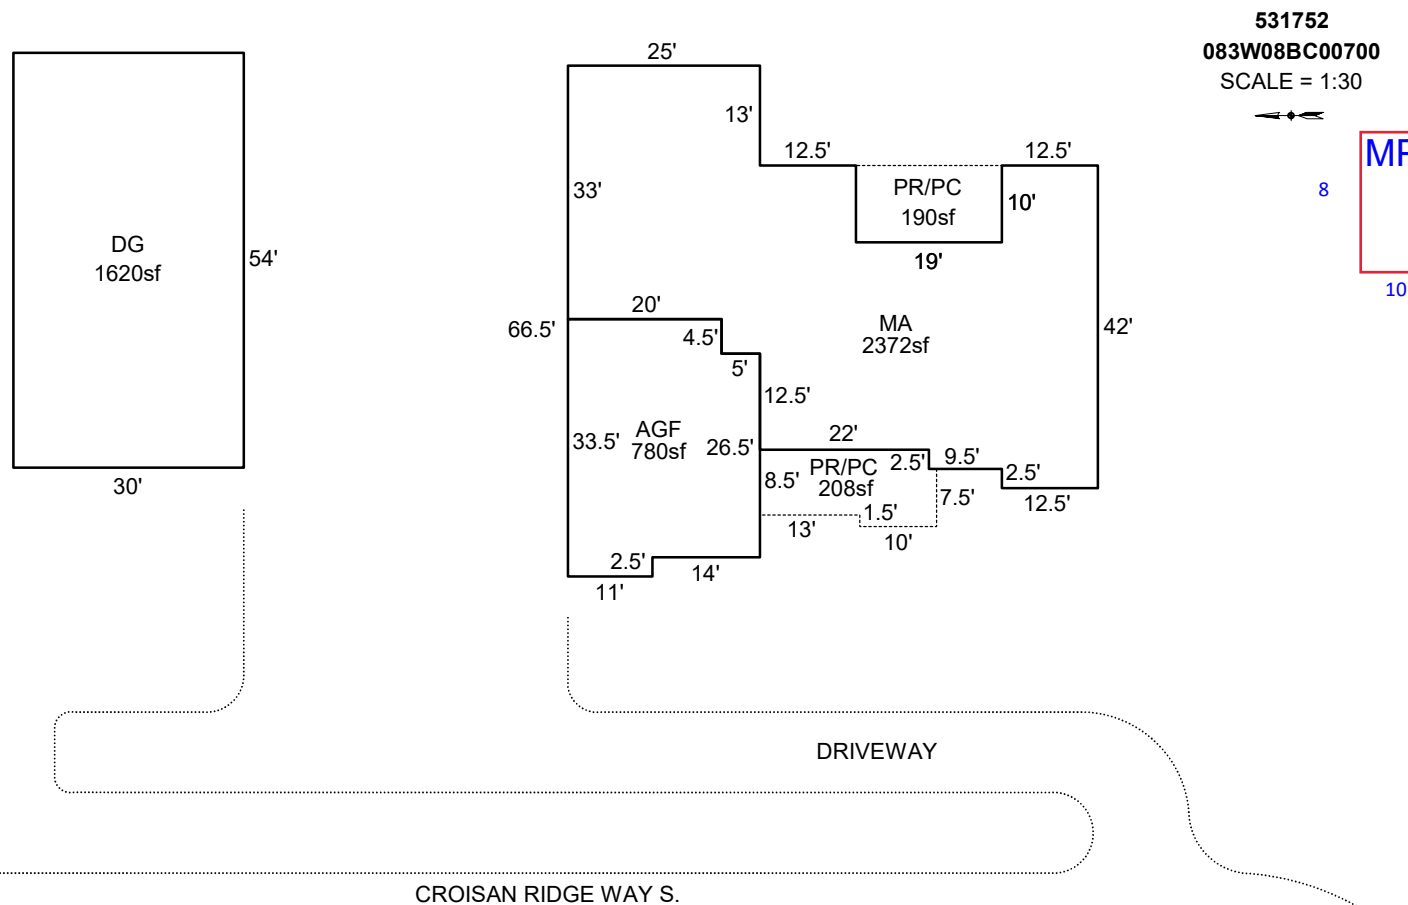 531752
083W08BC00700
SCALE = 1:30
25'
13'
12.5'
12.5'
MP
8
10
33'
PR/PC
190sf
10'
19'
DG
1620sf
54'
30'
20'
66.5'
4.5'
5'
MA
2372sf
42'
12.5'
33.5'
AGF
780sf
26.5'
22'
2.5'
9.5'
2.5'
12.5'
PR/PC
208sf
8.5'
7.5'
1.5'
13'
10'
2.5'
14'
11'
DRIVEWAY
CROISAN RIDGE WAY S.